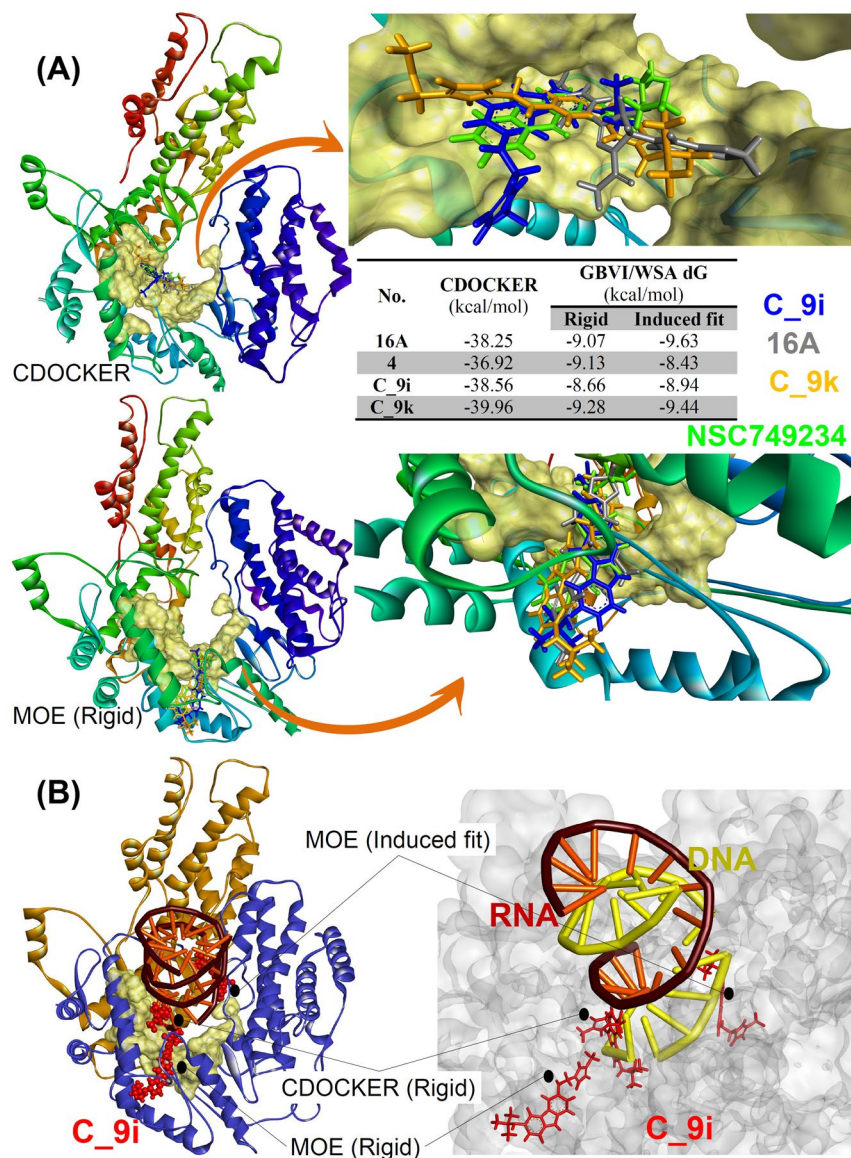 (A)
CDOCKER
No. CDOCKER (kcal/mol) GBVI/WSA dG (kcal/mol)
Rigid Induced fit
16A -38.25 -9.07 -9.63
4 -36.92 -9.13 -8.43
C_9i -38.56 -8.66 -8.94
C_9k -39.96 -9.28 -9.44
C_9i
16A
C_9k
NSC749234
MOE (Rigid)
(B)
MOE (Induced fit)
DNA
RNA
CDOCKER (Rigid)
C_9i
MOE (Rigid)
C_9i